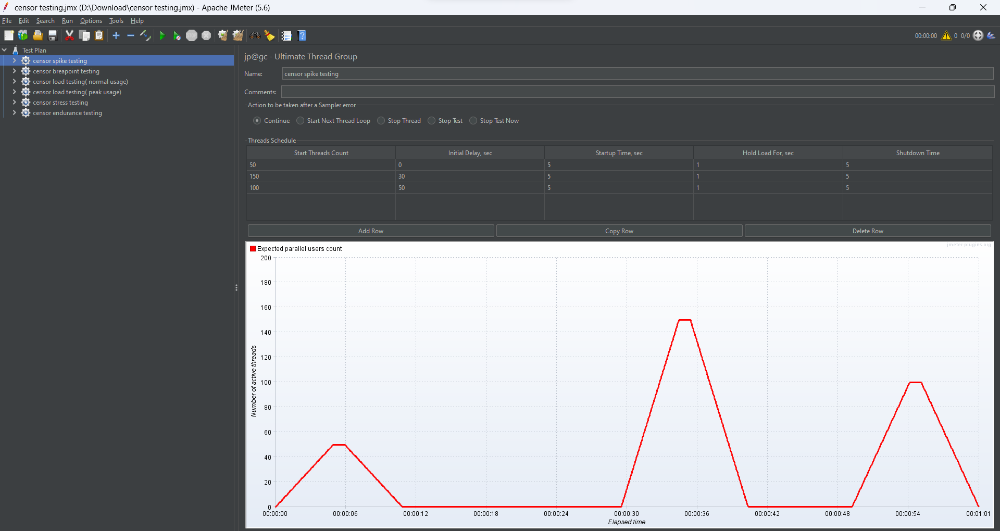 censor testing.jmx (D:\Download\censor testing.jmx) - Apache JMeter (5.6)
File Edit Search Run Options Tools Help
00:00:00 0 0/0
Test Plan
censor spike testing
censor breapoint testing
censor load testing( normal usage)
censor load testing( peak usage)
censor stress testing
censor endurance testing
jp@gc - Ultimate Thread Group
Name: censor spike testing
Comments:
Action to be taken after a Sampler error
Continue Start Next Thread Loop Stop Thread Stop Test Stop Test Now
Threads Schedule
Start Threads Count Initial Delay, sec Startup Time, sec Hold Load For, sec Shutdown Time
50 0 5 1 5
150 30 5 1 5
100 50 5 1 5
Add Row Copy Row Delete Row
jmeter-plugins.org
Expected parallel users count
200
180
160
140
120
100
80
60
40
20
0
Number of active threads
00:00:00 00:00:06 00:00:12 00:00:18 00:00:24 00:00:30 00:00:36 00:00:42 00:00:48 00:00:54 00:01:01
Elapsed time